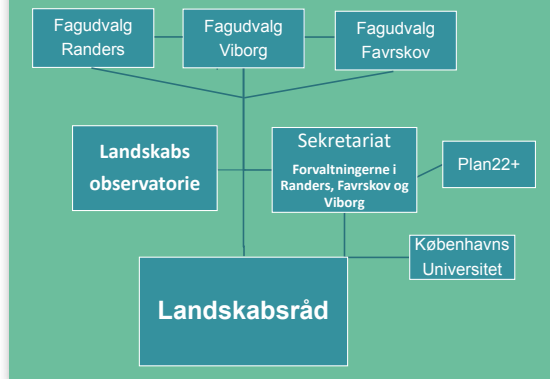 Fagudvalg
Randers
Fagudvalg
Viborg
Fagudvalg
Favrskov
Landskabs
observatorie
Sekretariat
Forvaltningerne i
Randers, Favrskov og
Viborg
Plan22+
Københavns
Universitet
Landskabsråd